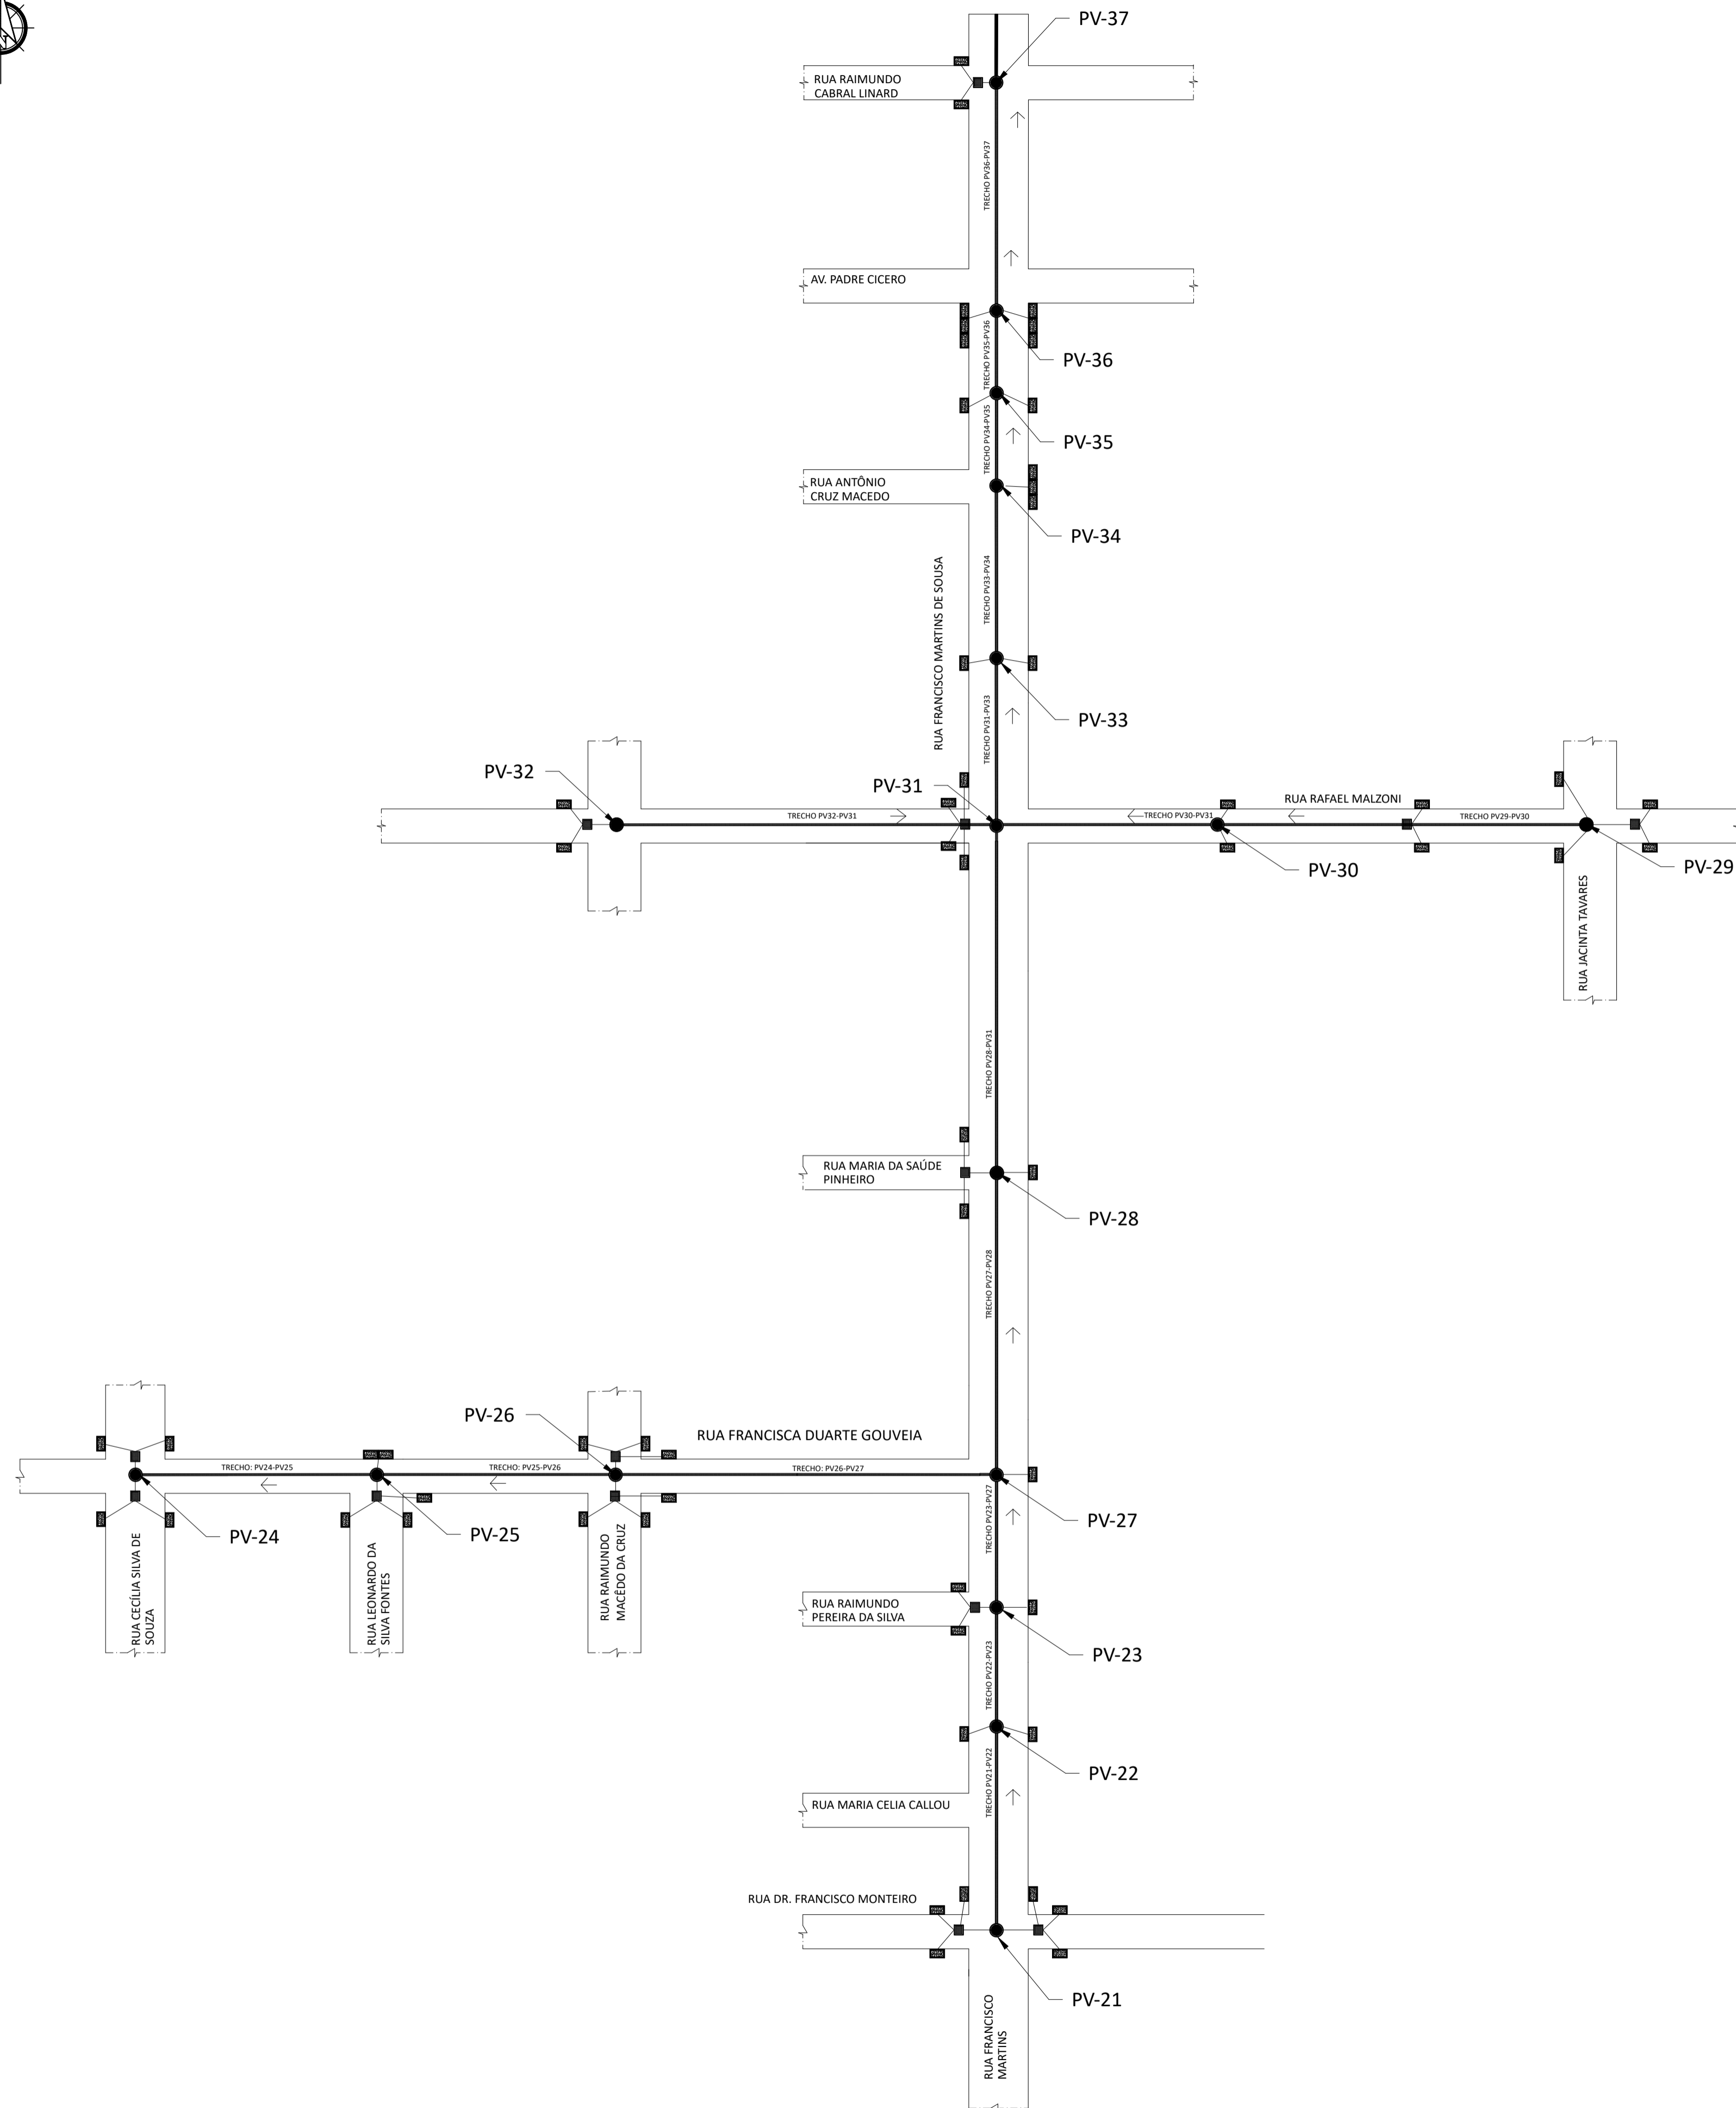 PV-37
RUA RAIMUNDO
CABRAL LINARD
TRECHO PV36-PV37
AV. PADRE CICERO
TRECHO PV35-PV36
PV-36
TRECHO PV34-PV35
PV-35
RUA ANTÔNIO
CRUZ MACEDO
PV-34
RUA FRANCISCO MARTINS DE SOUSA
TRECHO PV33-PV34
TRECHO PV31-PV33
PV-33
PV-32
PV-31
RUA RAFAEL MALZONI
TRECHO PV32-PV31
TRECHO PV30-PV31
TRECHO PV29-PV30
PV-30
PV-29
RUA JACINTA TAVARES
TRECHO PV28-PV31
RUA MARIA DA SAÚDE
PINHEIRO
PV-28
TRECHO PV27-PV28
PV-26
RUA FRANCISCA DUARTE GOUVEIA
TRECHO: PV24-PV25
TRECHO: PV25-PV26
TRECHO: PV26-PV27
PV-24
PV-25
TRECHO PV23-PV27
PV-27
RUA CECÍLIA SILVA DE
SOUZA
RUA LEONARDO DA
SILVA FONTES
RUA RAIMUNDO
MACÊDO DA CRUZ
RUA RAIMUNDO
PEREIRA DA SILVA
PV-23
TRECHO PV22-PV23
TRECHO PV21-PV22
PV-22
RUA MARIA CELIA CALLOU
RUA DR. FRANCISCO MONTEIRO
PV-21
RUA FRANCISCO
MARTINS